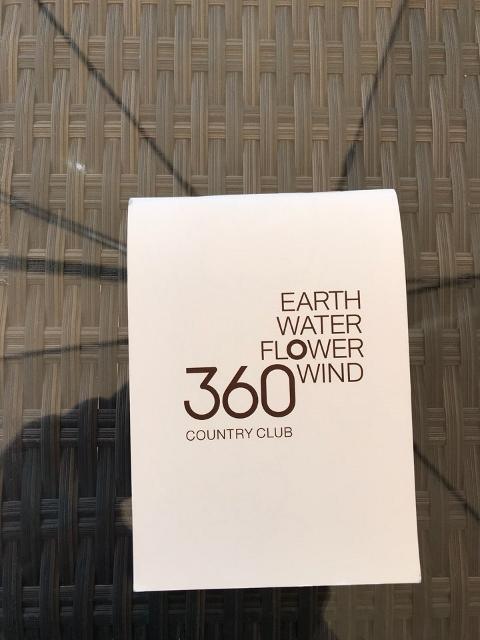 EARTH
WATER
FLOWER
WIND
360°
COUNTRY CLUB